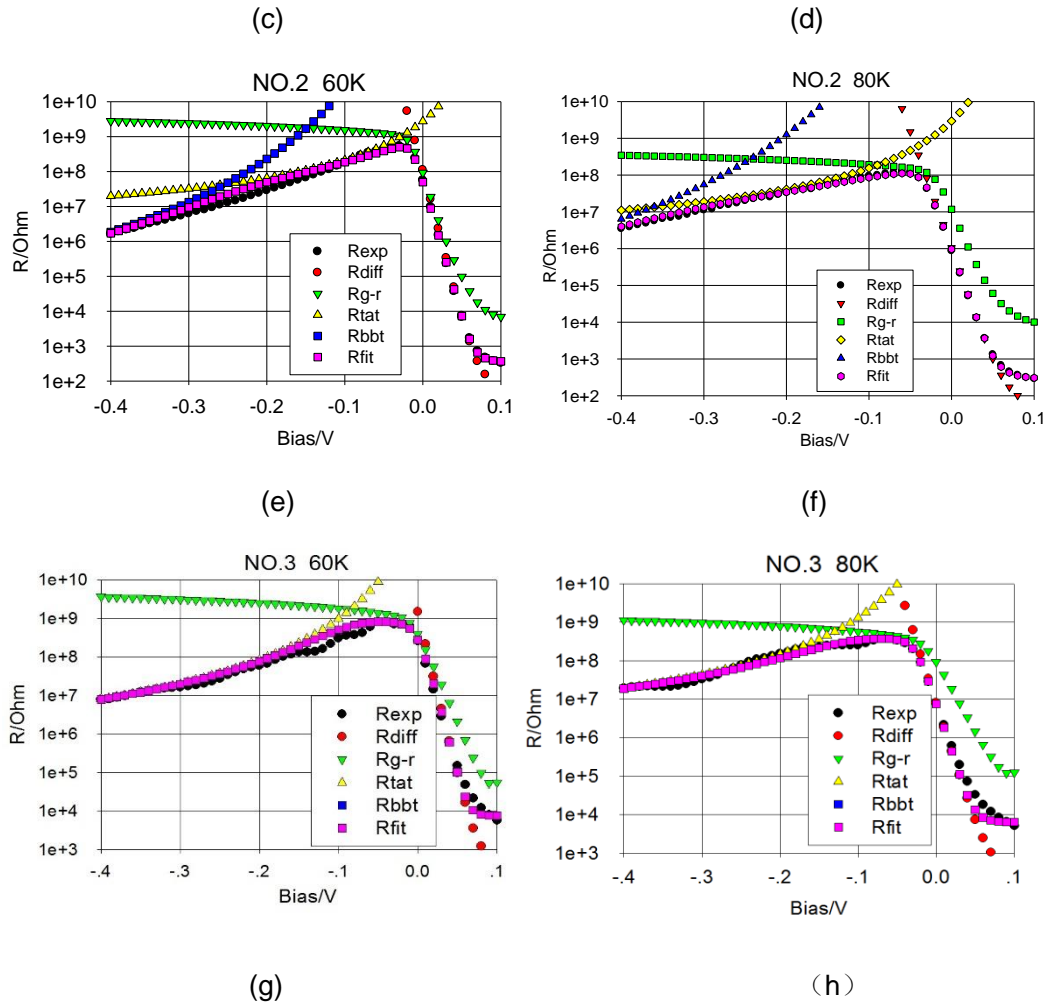 (c)
(d)
NO.2 60K
R/Ohm
1e+10
1e+9
1e+8
1e+7
1e+6
1e+5
1e+4
1e+3
1e+2
Rexp
Rdiff
Rg-r
Rtat
Rbbt
Rfit
-0.4
-0.3
-0.2
-0.1
0.0
0.1
Bias/V
NO.2 80K
R/Ohm
1e+10
1e+9
1e+8
1e+7
1e+6
1e+5
1e+4
1e+3
1e+2
Rexp
Rdiff
Rg-r
Rtat
Rbbt
Rfit
-0.4
-0.3
-0.2
-0.1
0.0
0.1
Bias/V
(e)
(f)
NO.3 60K
R/Ohm
1e+10
1e+9
1e+8
1e+7
1e+6
1e+5
1e+4
1e+3
Rexp
Rdiff
Rg-r
Rtat
Rbbt
Rfit
-.4
-.3
-.2
-.1
0.0
.1
Bias/V
NO.3 80K
R/Ohm
1e+10
1e+9
1e+8
1e+7
1e+6
1e+5
1e+4
1e+3
Rexp
Rdiff
Rg-r
Rtat
Rbbt
Rfit
-.4
-.3
-.2
-.1
0.0
.1
Bias/V
(g)
（h）